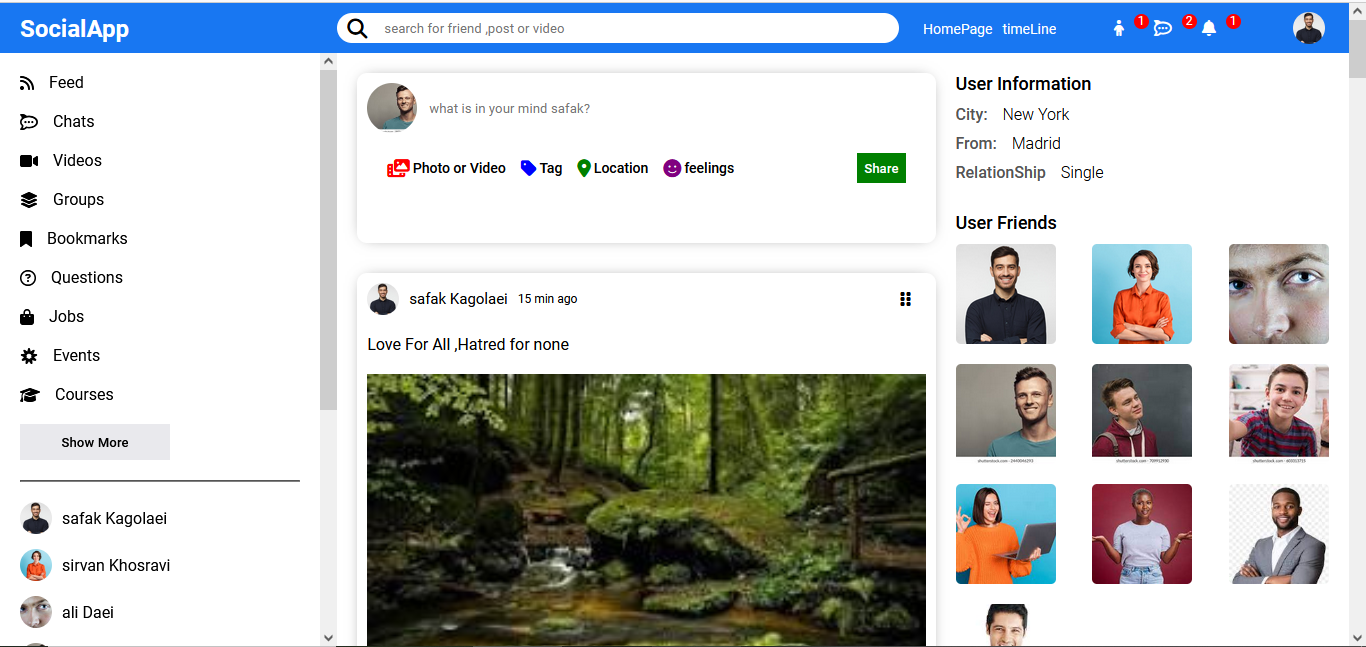 SocialApp
search for friend ,post or video
HomePage timeLine
1 2 1
Feed
Chats
Videos
Groups
Bookmarks
Questions
Jobs
Events
Courses
Show More
safak Kagolaei
sirvan Khosravi
ali Daei
what is in your mind safak?
Photo or Video Tag Location feelings Share
safak Kagolaei 15 min ago
Love For All ,Hatred for none
User Information
City: New York
From: Madrid
RelationShip Single
User Friends